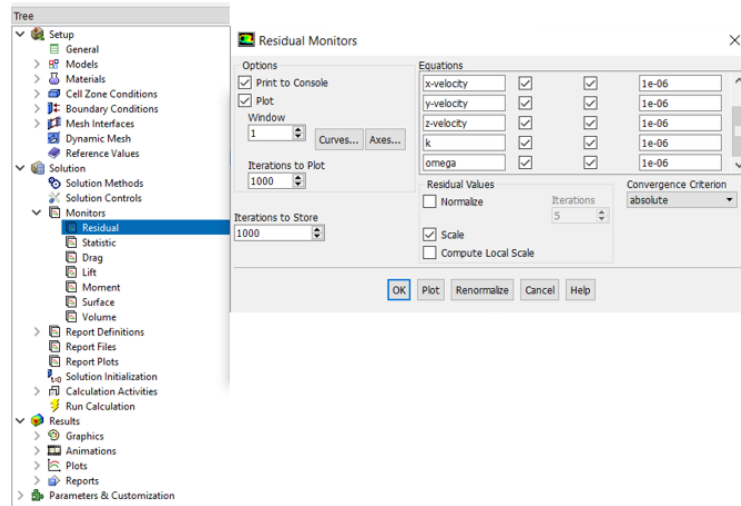 Tree
Setup
General
Models
Materials
Cell Zone Conditions
Boundary Conditions
Mesh Interfaces
Dynamic Mesh
Reference Values
Solution
Solution Methods
Solution Controls
Monitors
Residual
Statistic
Drag
Lift
Moment
Surface
Volume
Report Definitions
Report Files
Report Plots
t=0 Solution Initialization
Calculation Activities
Run Calculation
Results
Graphics
Animations
Plots
Reports
Parameters & Customization
Residual Monitors
Options
Print to Console
Plot
Window
1
Curves... Axes...
Iterations to Plot
1000
Iterations to Store
1000
Equations
x-velocity 1e-06
y-velocity 1e-06
z-velocity 1e-06
k 1e-06
omega 1e-06
Residual Values
Normalize
Iterations
5
Scale
Compute Local Scale
Convergence Criterion
absolute
OK Plot Renormalize Cancel Help